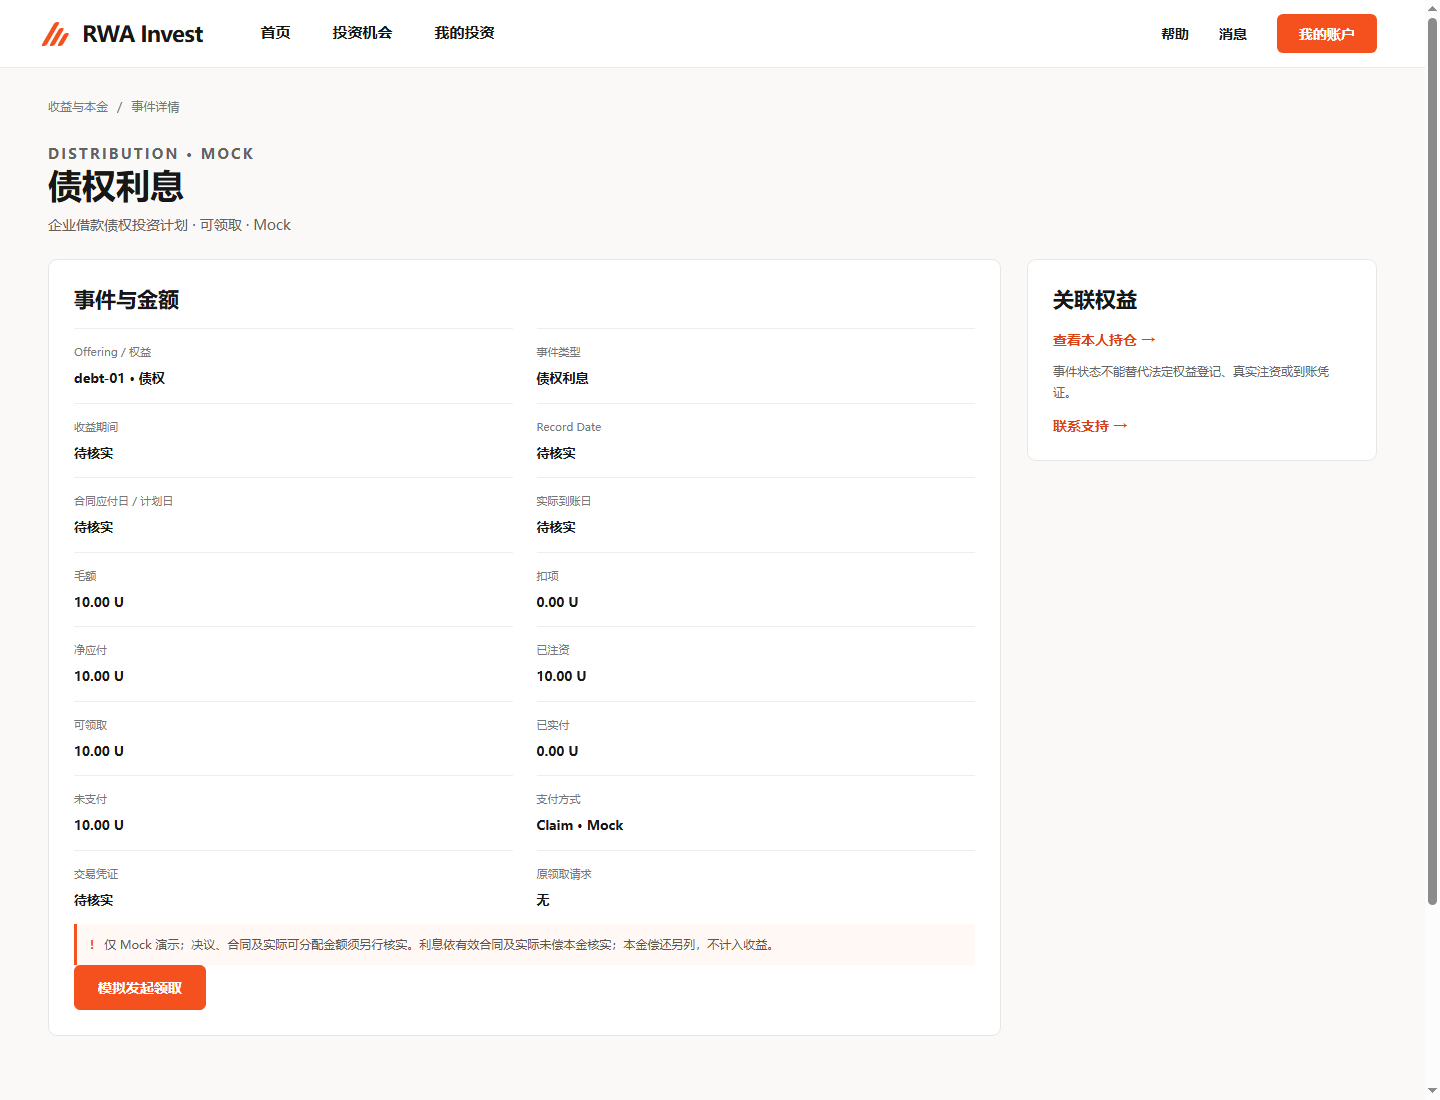 RWA Invest
首页
投资机会
我的投资
帮助
消息
我的账户
收益与本金 / 事件详情
DISTRIBUTION • MOCK
债权利息
企业借款债权投资计划 · 可领取 · Mock
事件与金额
Offering / 权益
debt-01 • 债权
事件类型
债权利息
收益期间
待核实
Record Date
待核实
合同应付日 / 计划日
待核实
实际到账日
待核实
毛额
10.00 U
扣项
0.00 U
净应付
10.00 U
已注资
10.00 U
可领取
10.00 U
已实付
0.00 U
未支付
10.00 U
支付方式
Claim • Mock
交易凭证
待核实
原领取请求
无
! 仅 Mock 演示；决议、合同及实际可分配金额须另行核实。利息依有效合同及实际未偿本金核实；本金偿还另列，不计入收益。
模拟发起领取
关联权益
查看本人持仓 →
事件状态不能替代法定权益登记、真实注资或到账凭
证。
联系支持 →